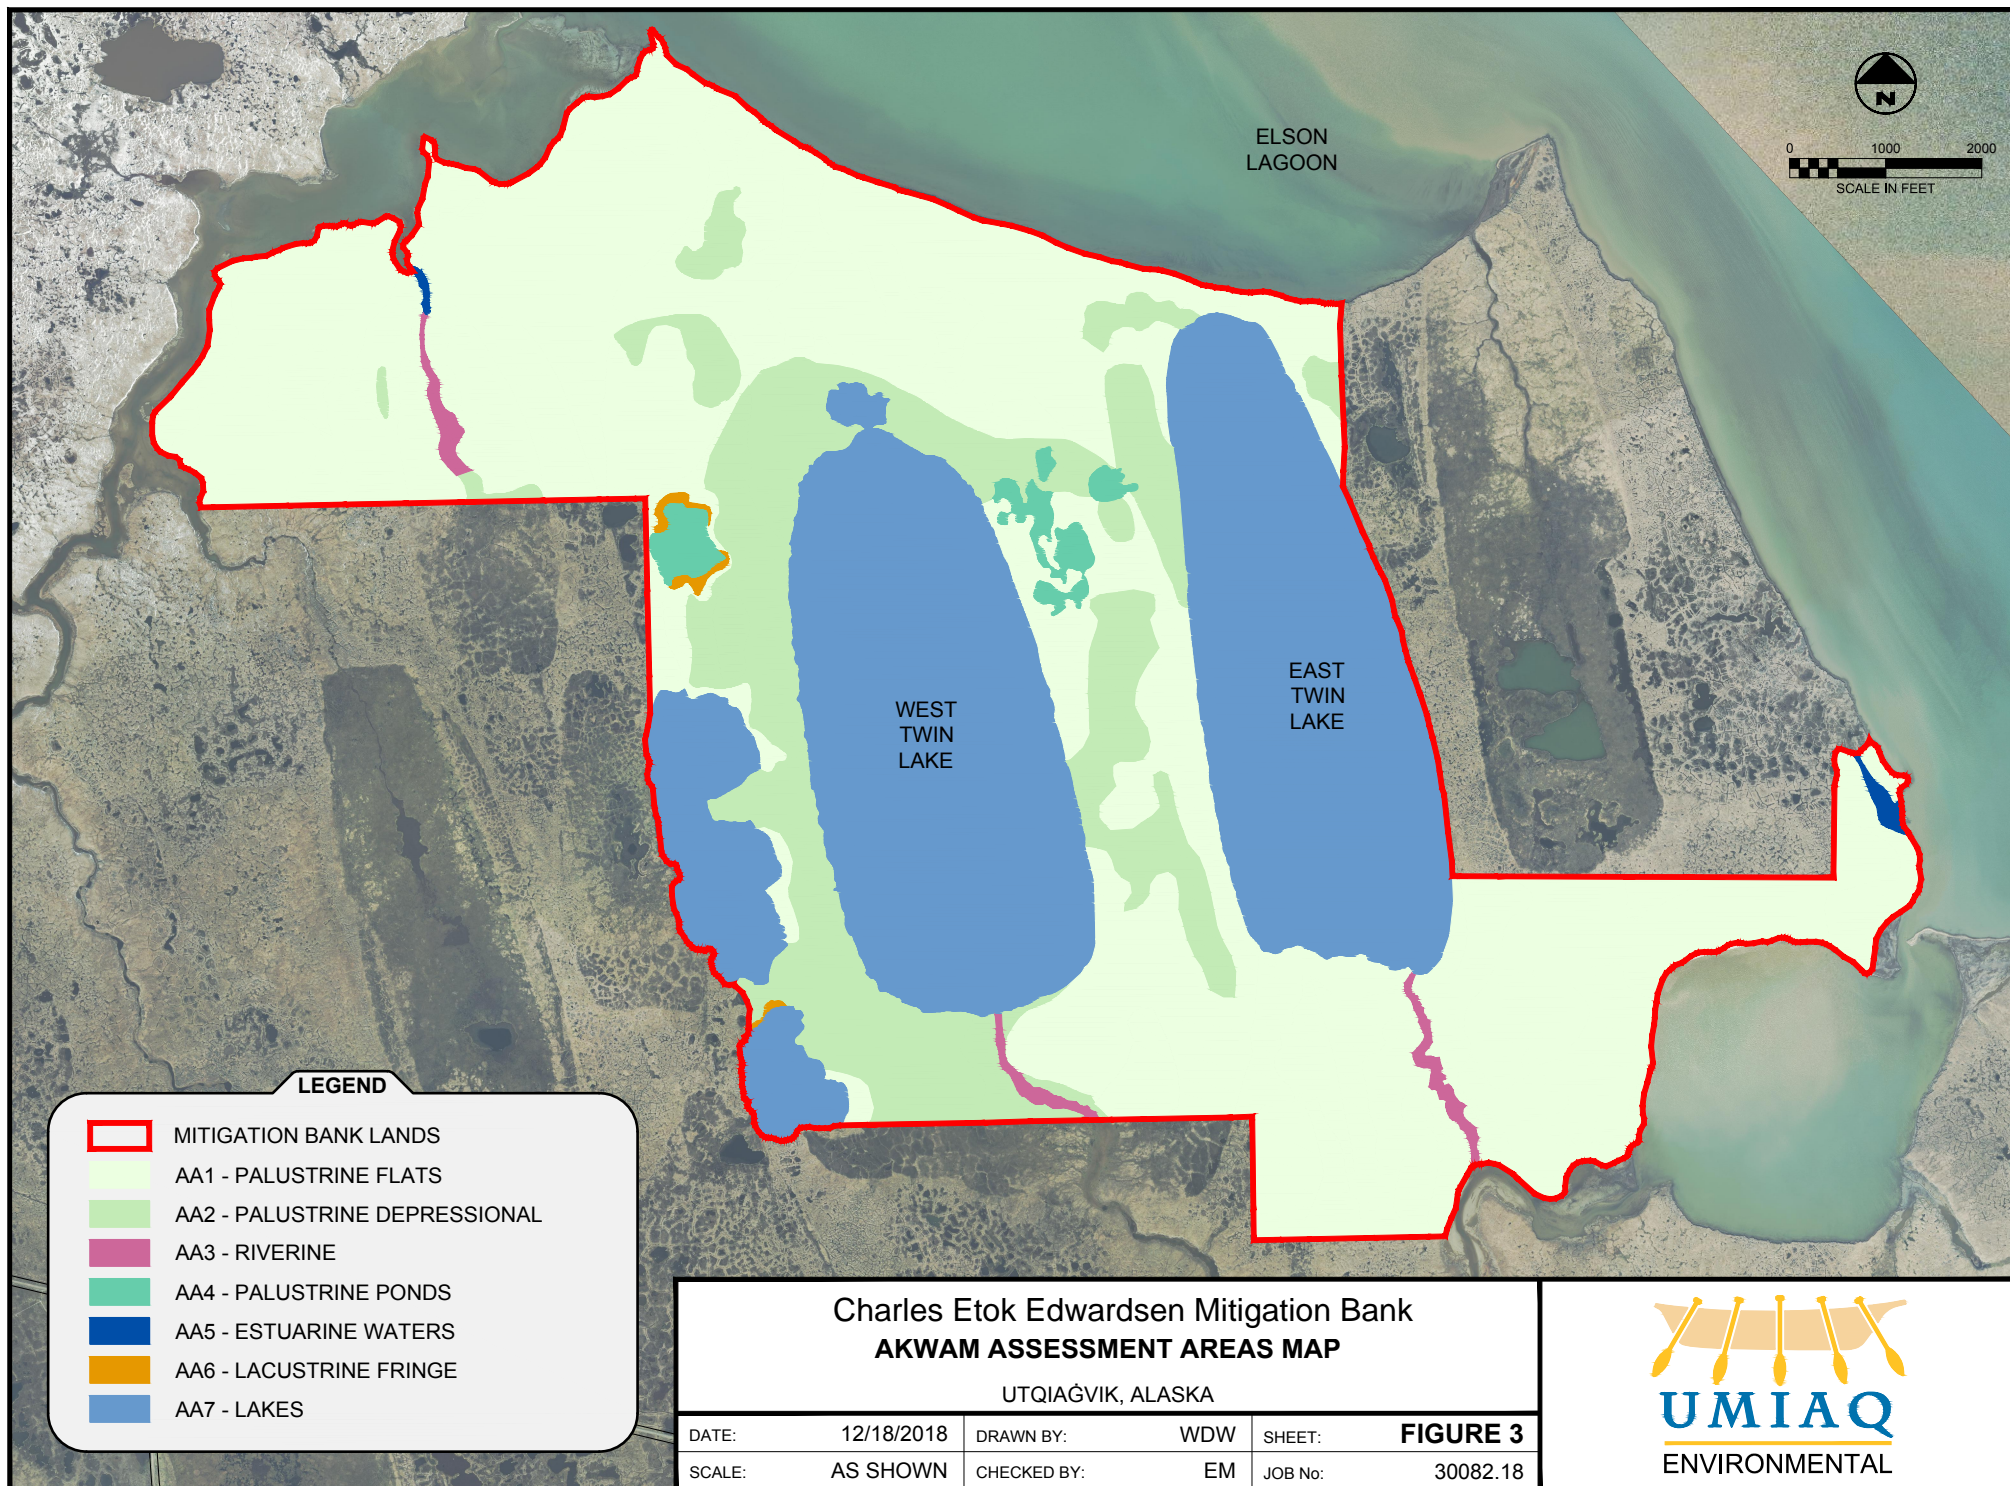 ELSON
LAGOON
N
0 1000 2000
SCALE IN FEET
WEST
TWIN
LAKE
EAST
TWIN
LAKE
LEGEND
MITIGATION BANK LANDS
AA1 - PALUSTRINE FLATS
AA2 - PALUSTRINE DEPRESSIONAL
AA3 - RIVERINE
AA4 - PALUSTRINE PONDS
AA5 - ESTUARINE WATERS
AA6 - LACUSTRINE FRINGE
AA7 - LAKES
Charles Etok Edwardsen Mitigation Bank
AKWAM ASSESSMENT AREAS MAP
UTQIAĠVIK, ALASKA
DATE: 12/18/2018 DRAWN BY: WDW SHEET: FIGURE 3
SCALE: AS SHOWN CHECKED BY: EM JOB No: 30082.18
UMIAQ
ENVIRONMENTAL